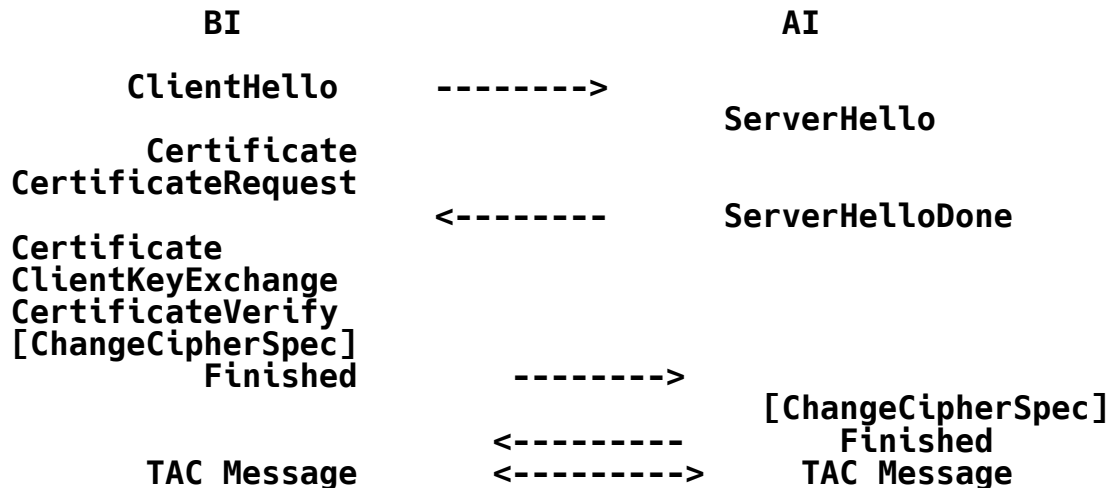 BI AI
ClientHello --------> 
ServerHello
Certificate
CertificateRequest
<-------- ServerHelloDone
Certificate
ClientKeyExchange
CertificateVerify
[ChangeCipherSpec]
Finished -------->
[ChangeCipherSpec]
<--------- Finished
TAC Message <---------> TAC Message